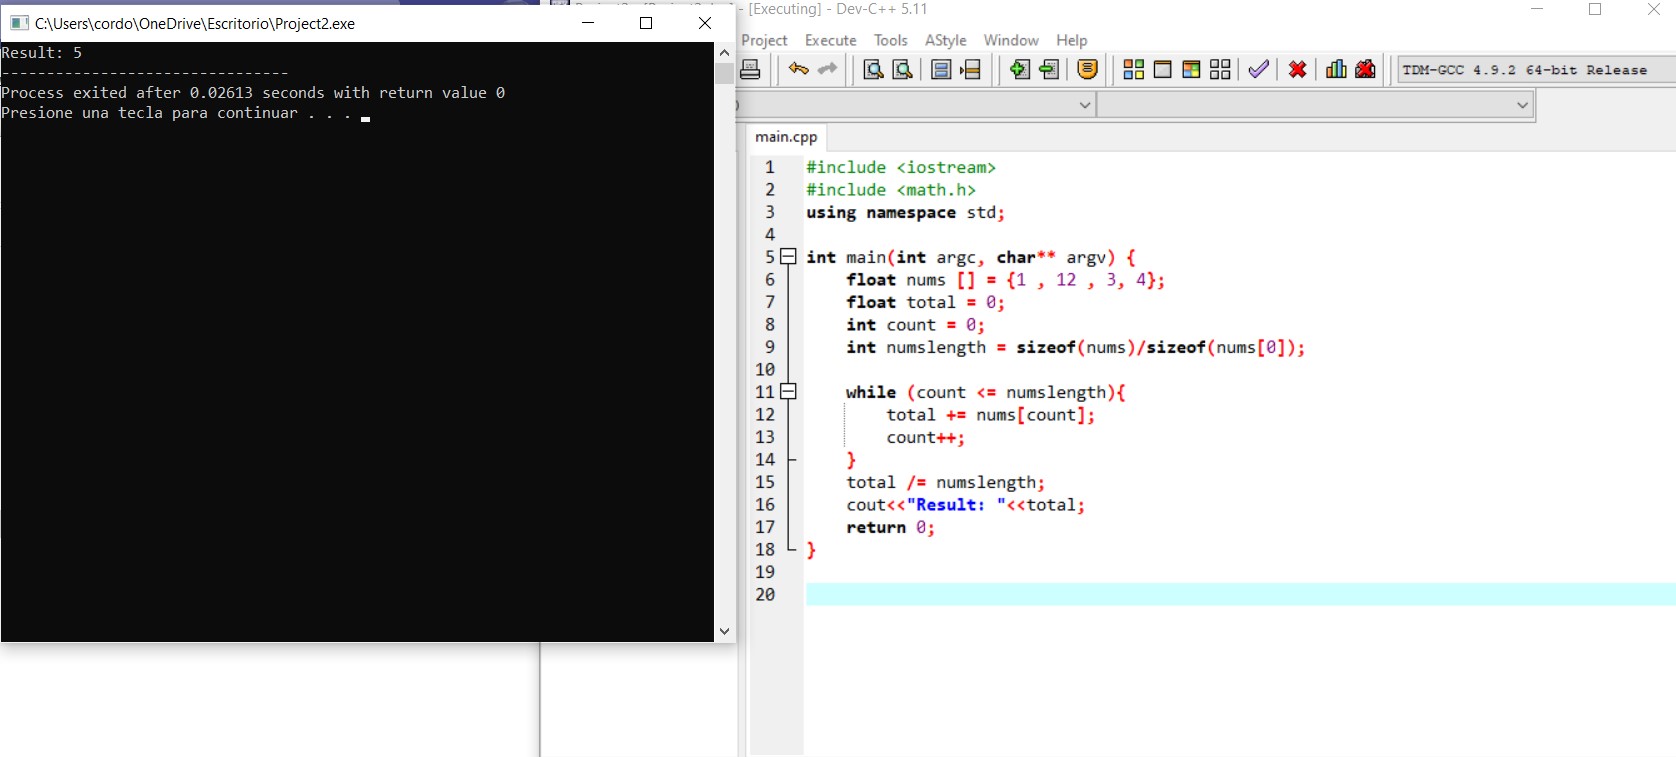 C:\Users\cordo\OneDrive\Escritorio\Project2.exe
Result: 5
--------------------------------
Process exited after 0.02613 seconds with return value 0
Presione una tecla para continuar . . .
- [Executing] - Dev-C++ 5.11
Project Execute Tools AStyle Window Help
TDM-GCC 4.9.2 64-bit Release
main.cpp
1 #include <iostream>
2 #include <math.h>
3 using namespace std;
4
5 int main(int argc, char** argv) {
6 float nums [] = {1 , 12 , 3, 4};
7 float total = 0;
8 int count = 0;
9 int numslength = sizeof(nums)/sizeof(nums[0]);
10
11 while (count <= numslength){
12 total += nums[count];
13 count++;
14 }
15 total /= numslength;
16 cout<<"Result: "<<total;
17 return 0;
18 }
19
20